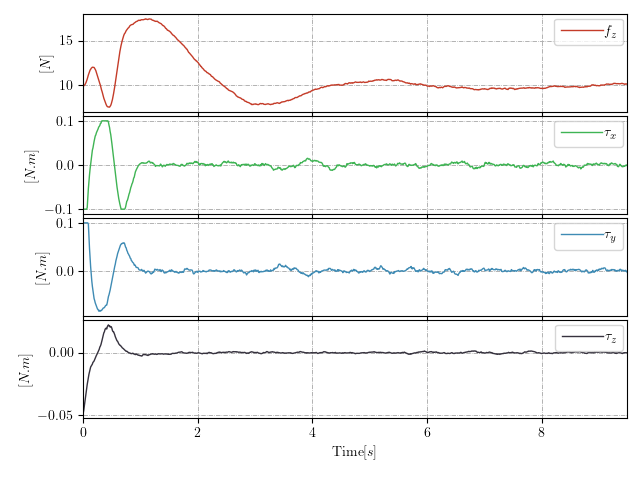 15
10
[N]
f_z
0.1
0.0
−0.1
[N.m]
τ_x
0.1
0.0
[N.m]
τ_y
0.00
−0.05
[N.m]
τ_z
0 2 4 6 8
Time[s]